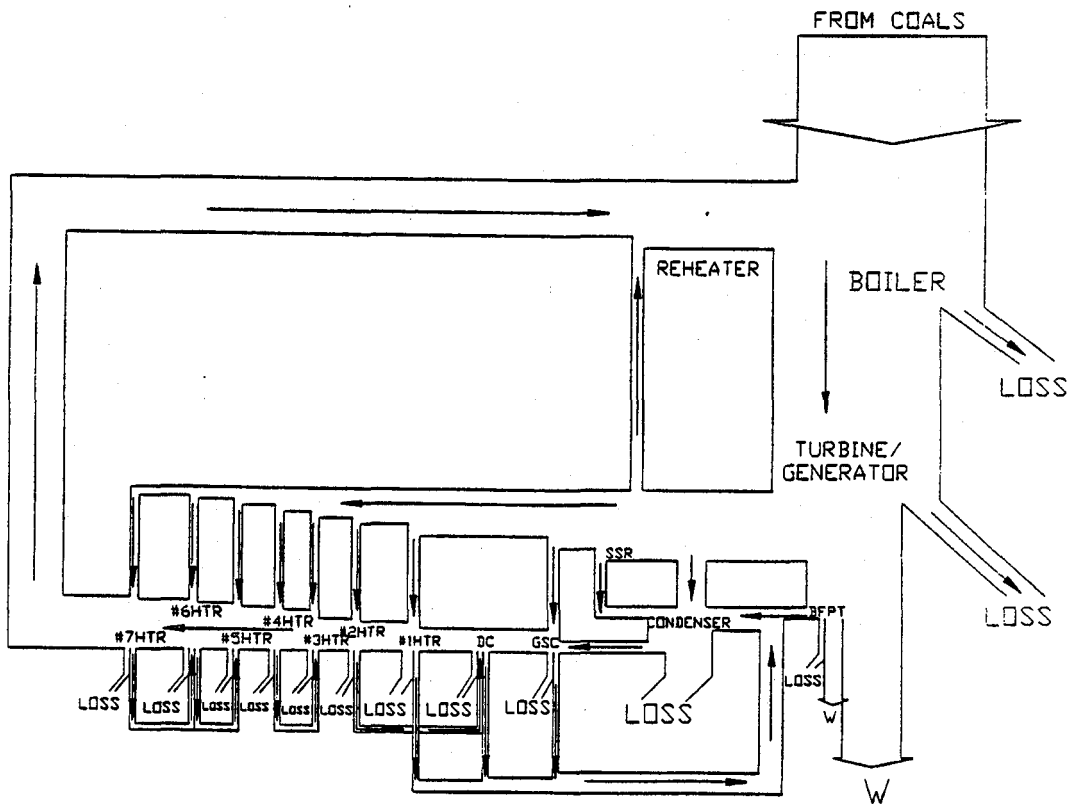 FROM COALS
REHEATER
BOILER
LOSS
TURBINE/
GENERATOR
SSR
#6HTR
#4HTR
#2HTR
CONDENSER
BFPT
#7HTR
#5HTR
#3HTR
#1HTR
DC
GSC
LOSS
LOSS
LOSS
LOSS
LOSS
LOSS
LOSS
LOSS
LOSS
LOSS
LOSS
LOSS
W
W